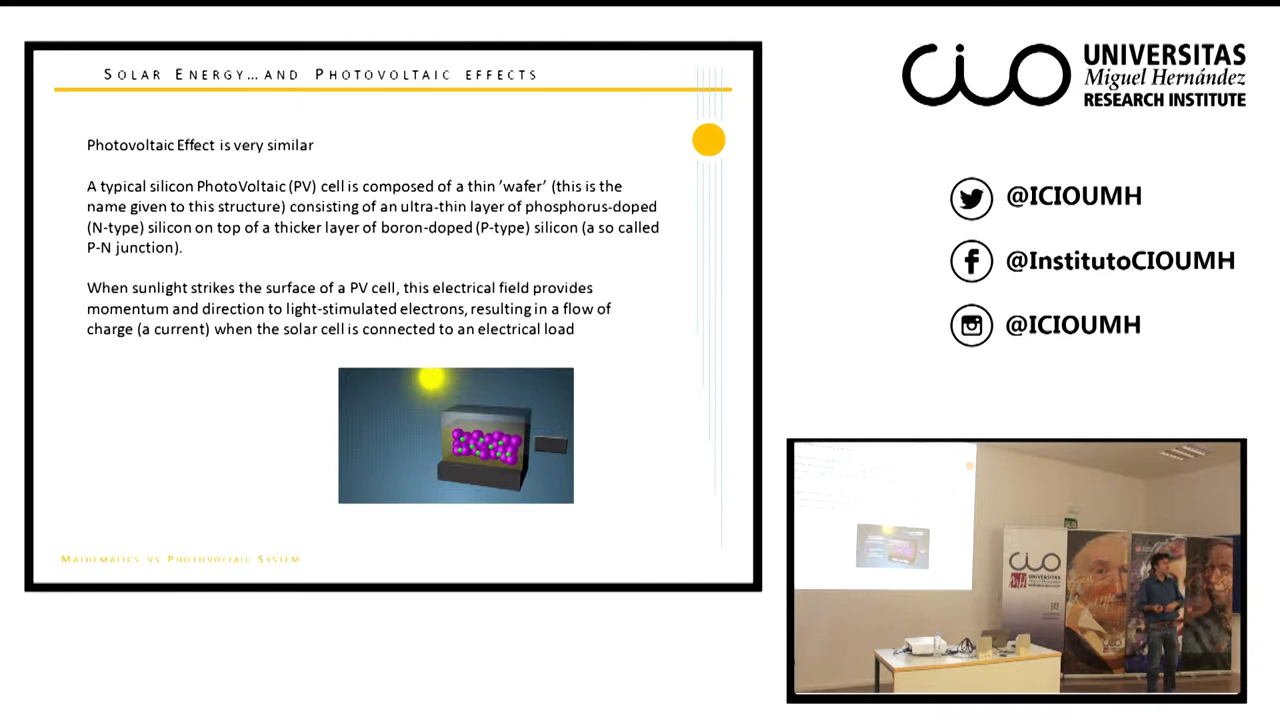 SOLAR ENERGY... AND PHOTOVOLTAIC EFFECTS
Photovoltaic Effect is very similar
A typical silicon PhotoVoltaic (PV) cell is composed of a thin 'wafer' (this is the
name given to this structure) consisting of an ultra-thin layer of phosphorus-doped
(N-type) silicon on top of a thicker layer of boron-doped (P-type) silicon (a so called
P-N junction).
When sunlight strikes the surface of a PV cell, this electrical field provides
momentum and direction to light-stimulated electrons, resulting in a flow of
charge (a current) when the solar cell is connected to an electrical load
MATHEMATICS VS PHOTOVOLTAIC SYSTEM
cio
UNIVERSITAS
Miguel Hernández
RESEARCH INSTITUTE
@ICIOUMH
@InstitutoCIOUMH
@ICIOUMH
cio
UNIVERSITAS